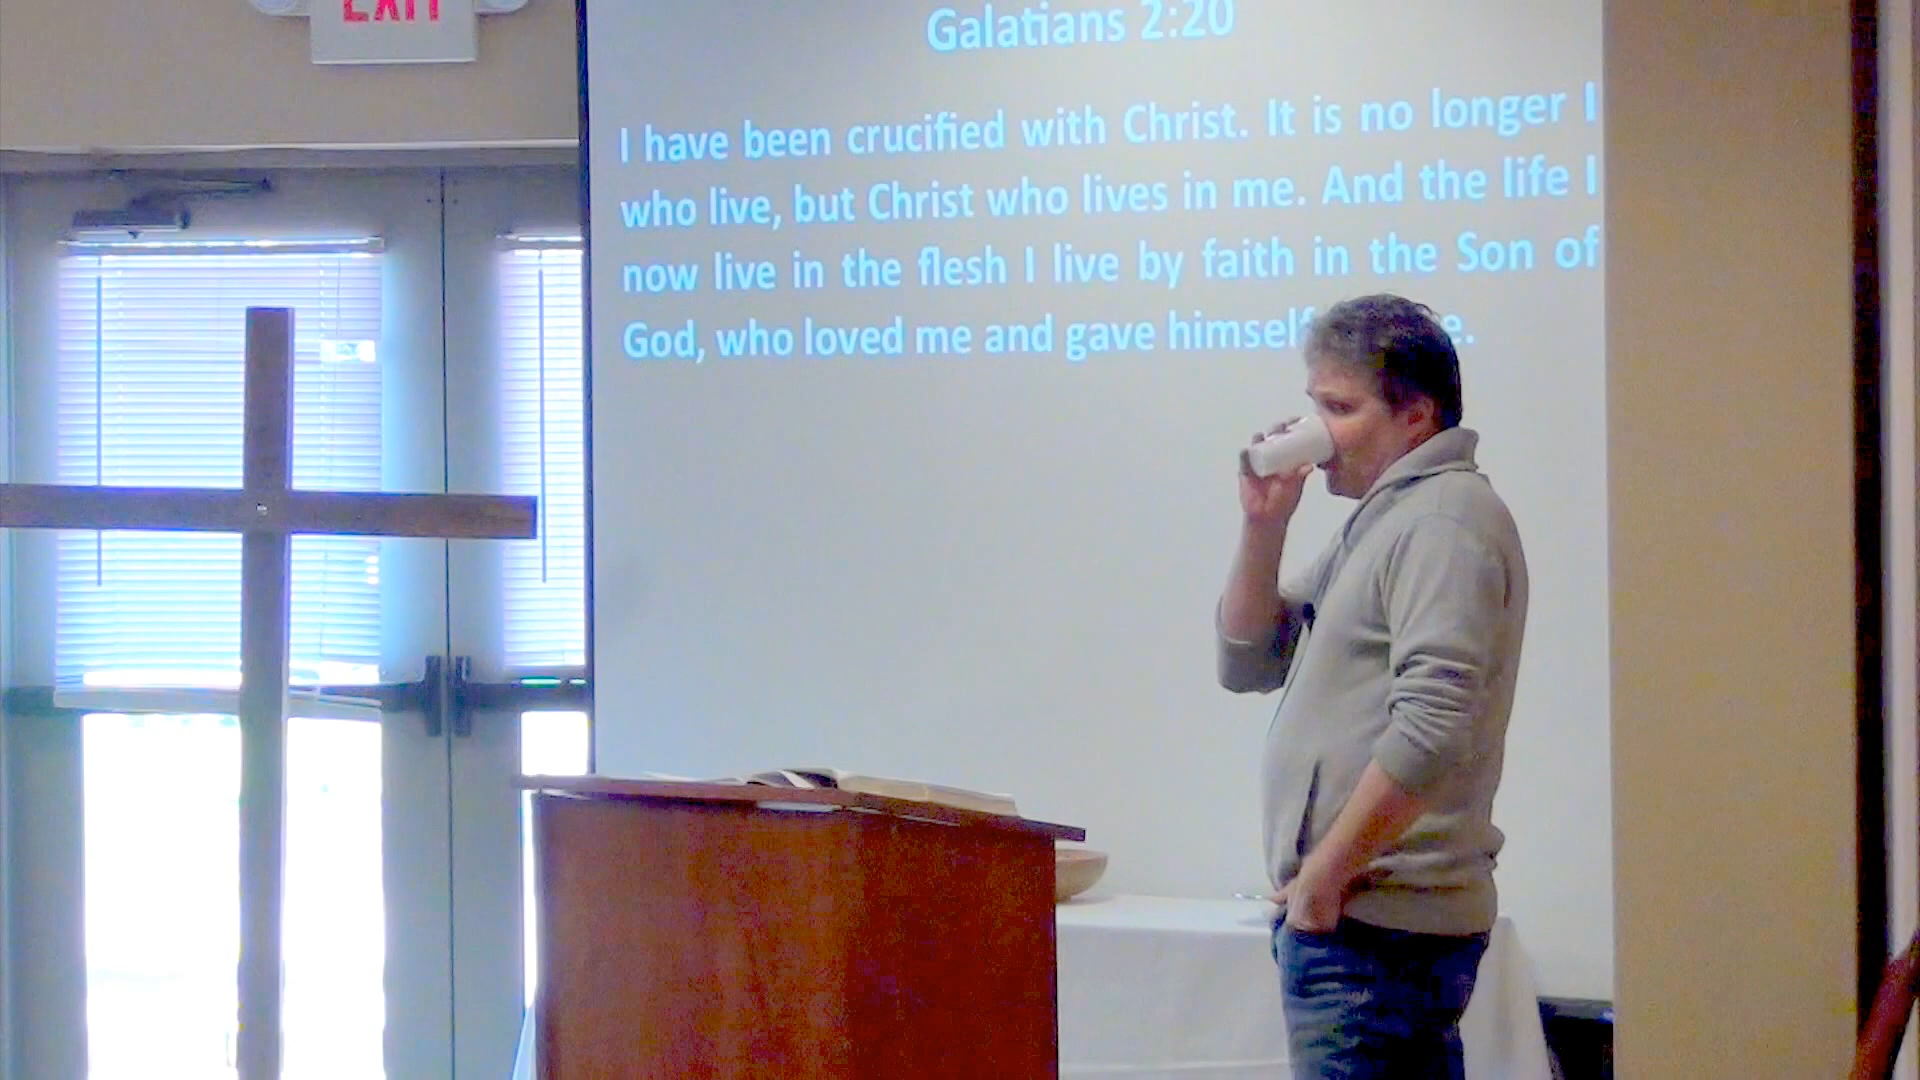 EXIT
Galatians 2:20
I have been crucified with Christ. It is no longer I
who live, but Christ who lives in me. And the life I
now live in the flesh I live by faith in the Son of
God, who loved me and gave himself